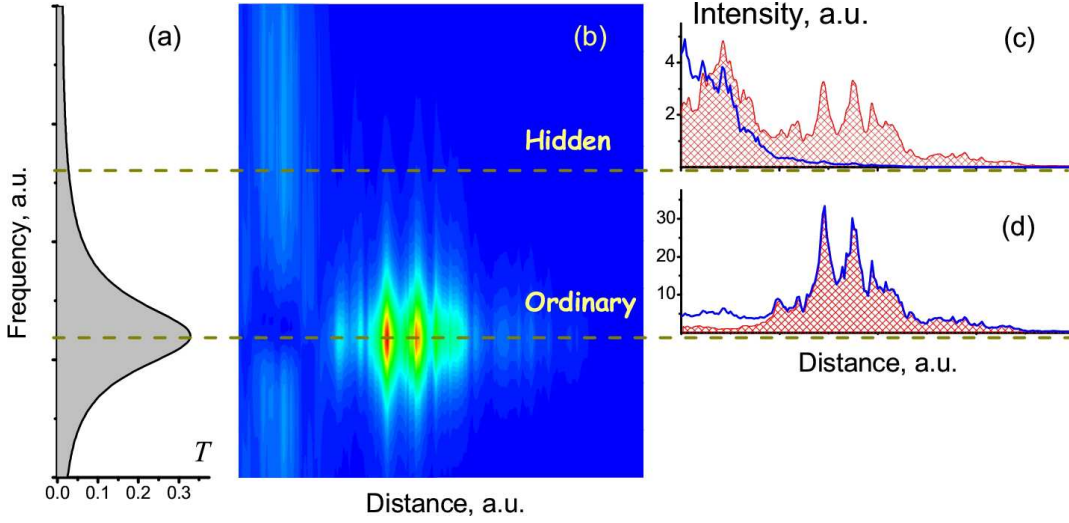 (a)
Frequency, a.u.
T
0.0 0.1 0.2 0.3
(b)
Hidden
Ordinary
Distance, a.u.
Intensity, a.u.
(c)
4
2
(d)
30
20
10
Distance, a.u.